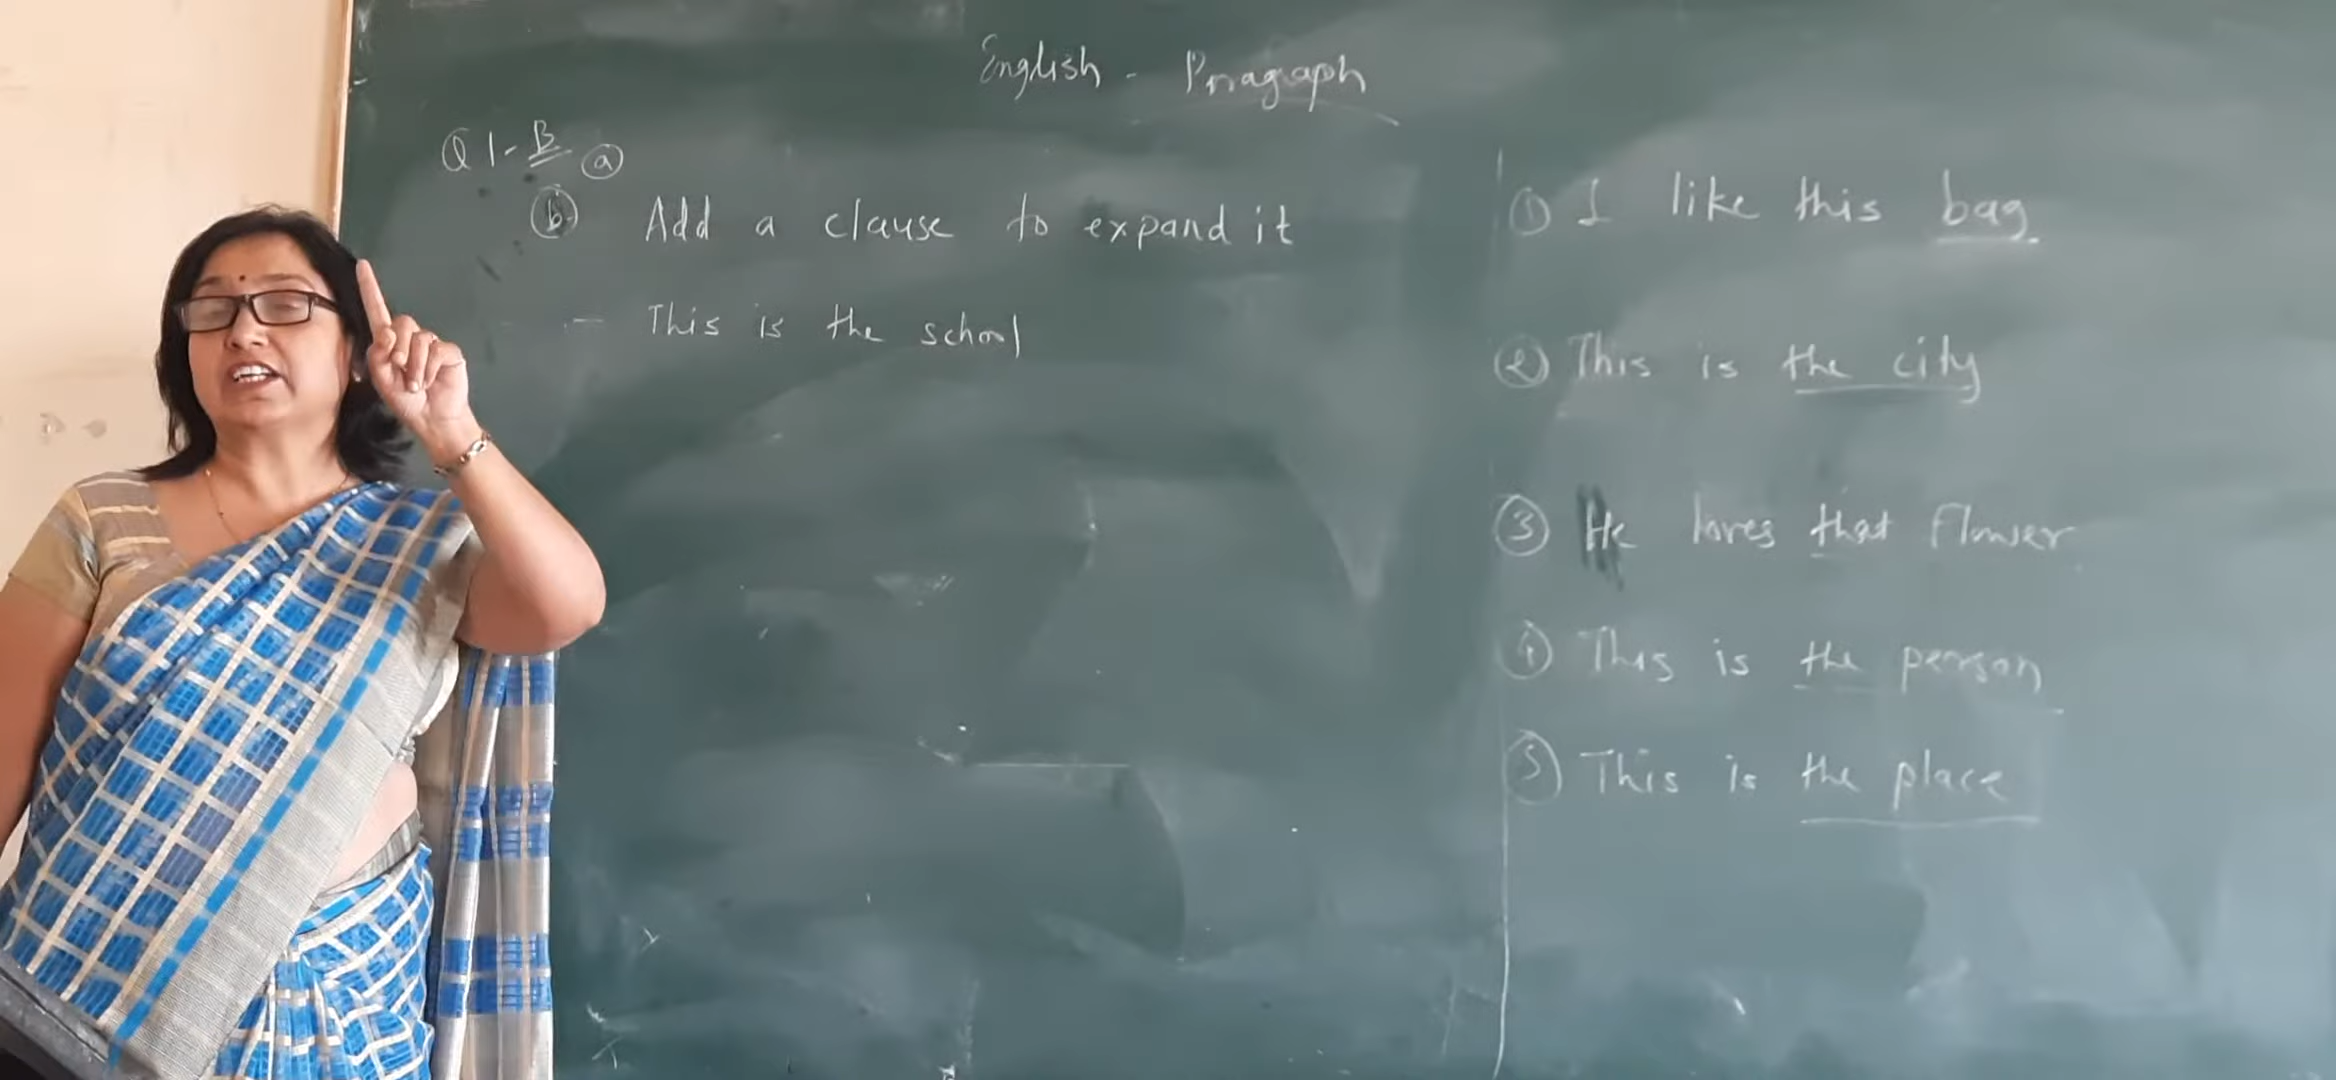 English - Pragaph
Q 1- B (a)
(b) Add a clause to expand it
- This is the school
(1) I like this bag.
(2) This is the city
(3) He loves that flower
(4) This is the person
(5) This is the place